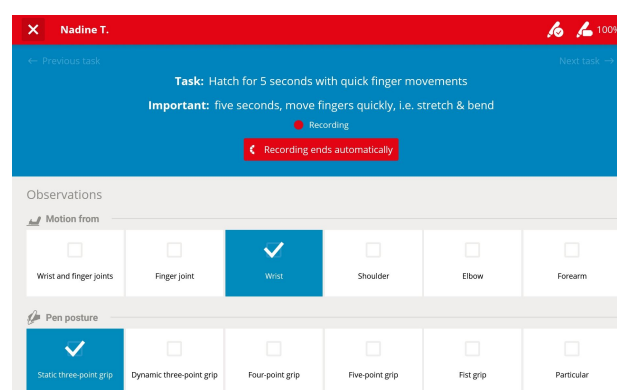 Nadine T.
100%
← Previous task
Next task →
Task: Hatch for 5 seconds with quick finger movements
Important: five seconds, move fingers quickly, i.e. stretch & bend
Recording
Recording ends automatically
Observations
Motion from
Wrist and finger joints
Finger joint
Wrist
Shoulder
Elbow
Forearm
Pen posture
Static three-point grip
Dynamic three-point grip
Four-point grip
Five-point grip
Fist grip
Particular